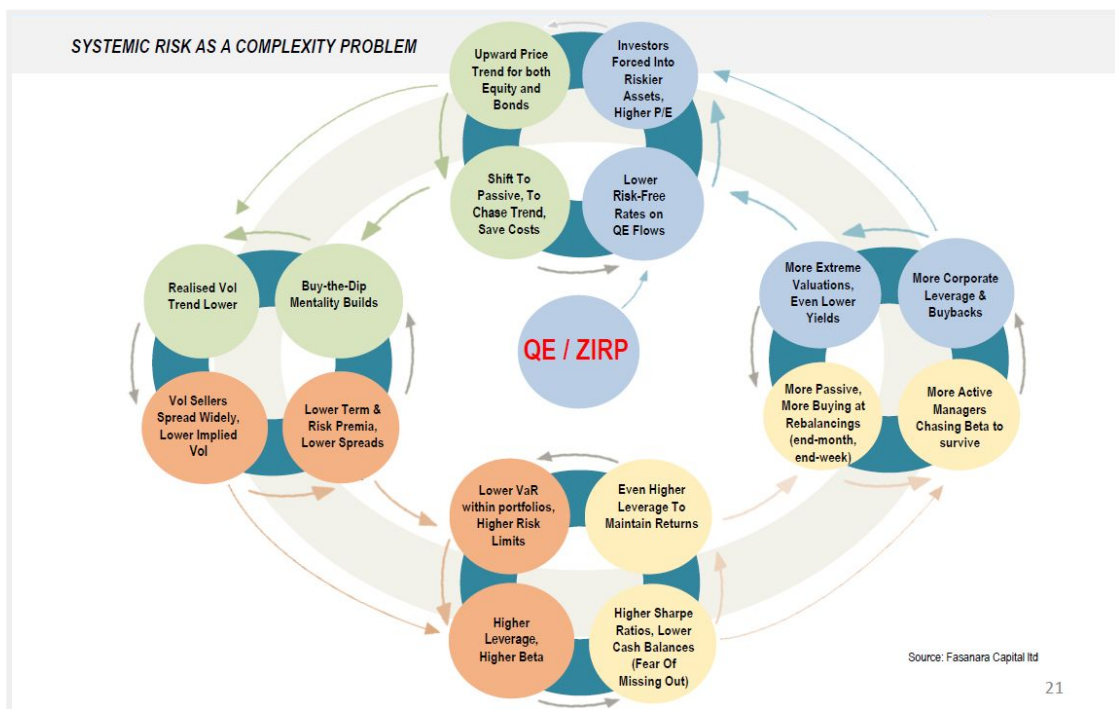 SYSTEMIC RISK AS A COMPLEXITY PROBLEM
Upward Price
Trend for both
Equity and
Bonds
Investors
Forced Into
Riskier
Assets,
Higher P/E
Shift To
Passive, To
Chase Trend,
Save Costs
Lower
Risk-Free
Rates on
QE Flows
Realised Vol
Trend Lower
Buy-the-Dip
Mentality Builds
Vol Sellers
Spread Widely,
Lower Implied
Vol
Lower Term &
Risk Premia,
Lower Spreads
QE / ZIRP
More Extreme
Valuations,
Even Lower
Yields
More Corporate
Leverage &
Buybacks
More Passive,
More Buying at
Rebalancings
(end-month,
end-week)
More Active
Managers
Chasing Beta to
survive
Lower VaR
within portfolios,
Higher Risk
Limits
Even Higher
Leverage To
Maintain Returns
Higher
Leverage,
Higher Beta
Higher Sharpe
Ratios, Lower
Cash Balances
(Fear Of
Missing Out)
Source: Fasanara Capital ltd
21